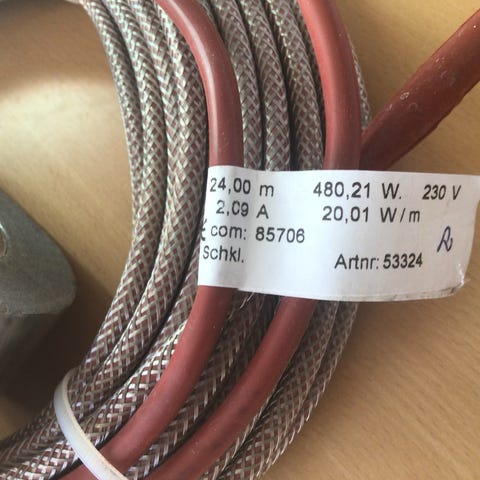 24,00 m 480,21 W. 230 V
2,09 A 20,01 W/m
com: 85706
Schkl. Artnr: 53324